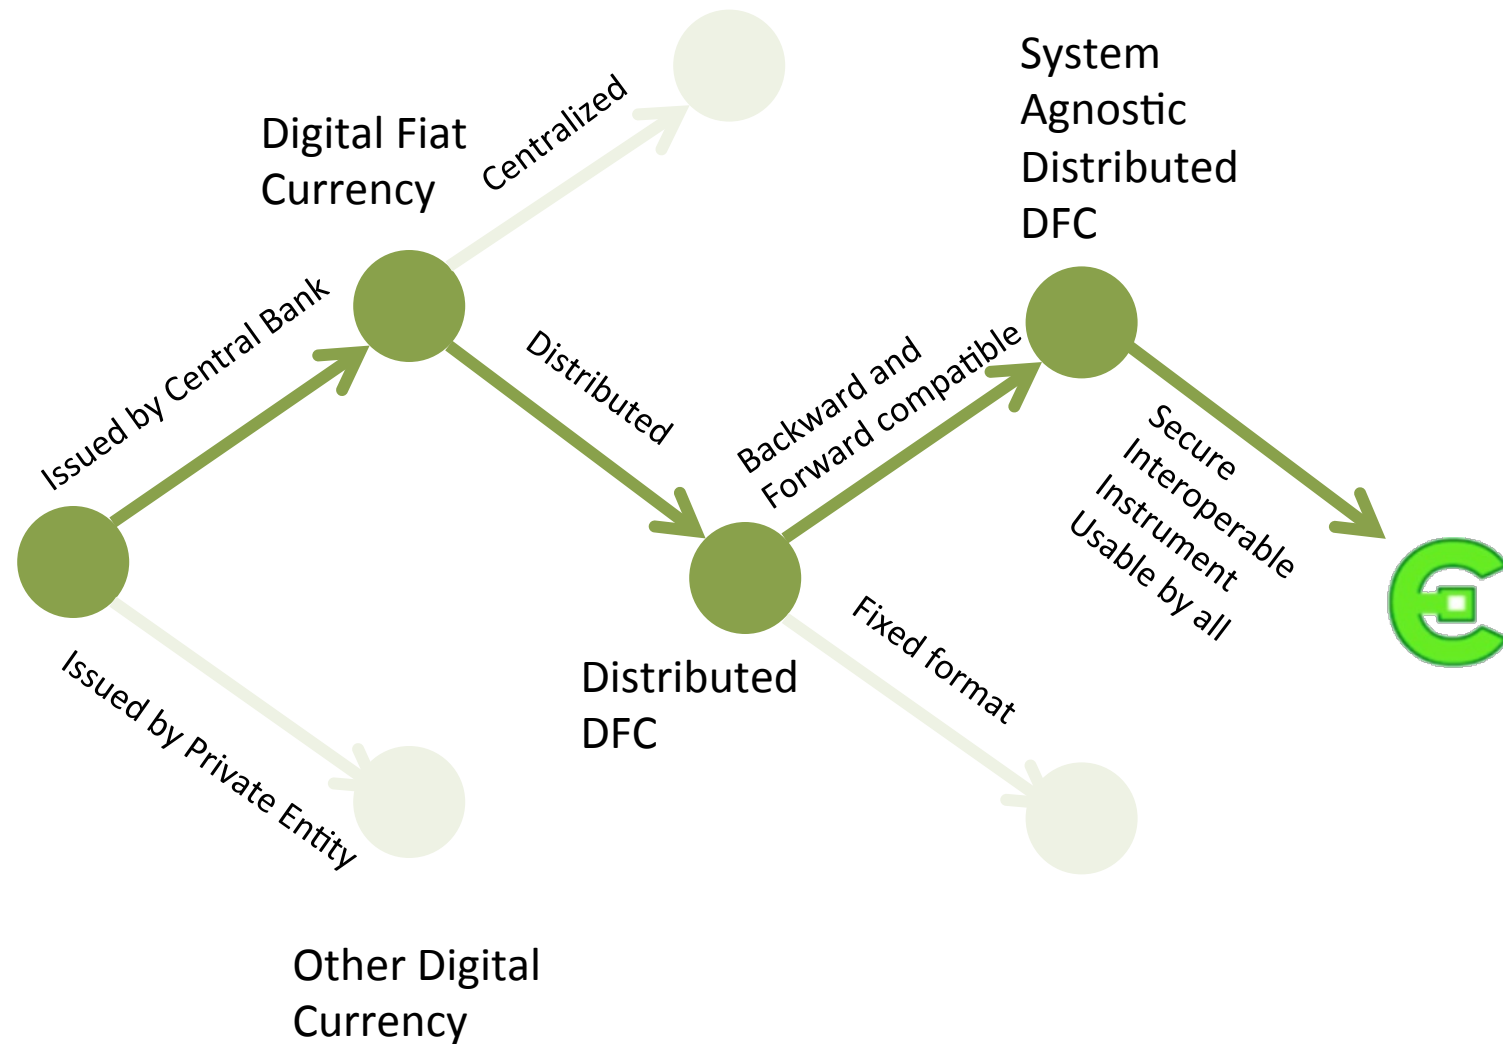 System
Agnostic
Distributed
DFC
Digital Fiat
Currency
Centralized
Issued by Central Bank
Distributed
Backward and
Forward compatible
Secure
Interoperable
Instrument
Usable by all
Issued by Private Entity
Distributed
DFC
Fixed format
Other Digital
Currency